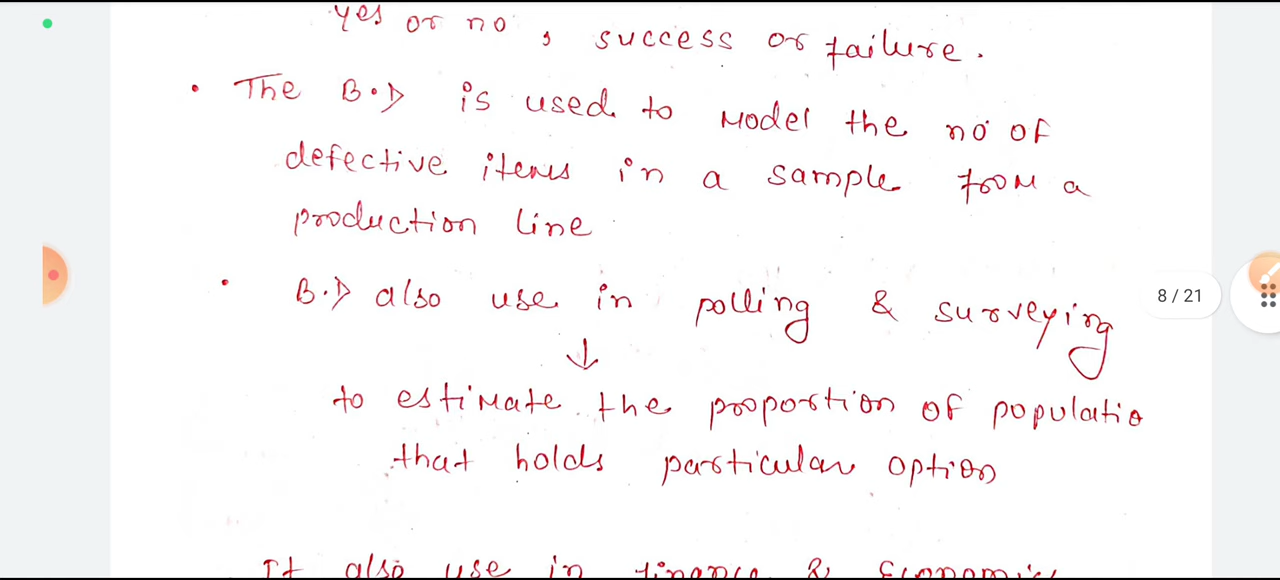 yes or no, success or failure.
• The B.D is used to Model the no of
defective items in a sample from a
production line
• B.D also use in polling & surveying
↓
to estimate the proportion of populatio
that holds particular option
It also use in finance & Economics
8 / 21